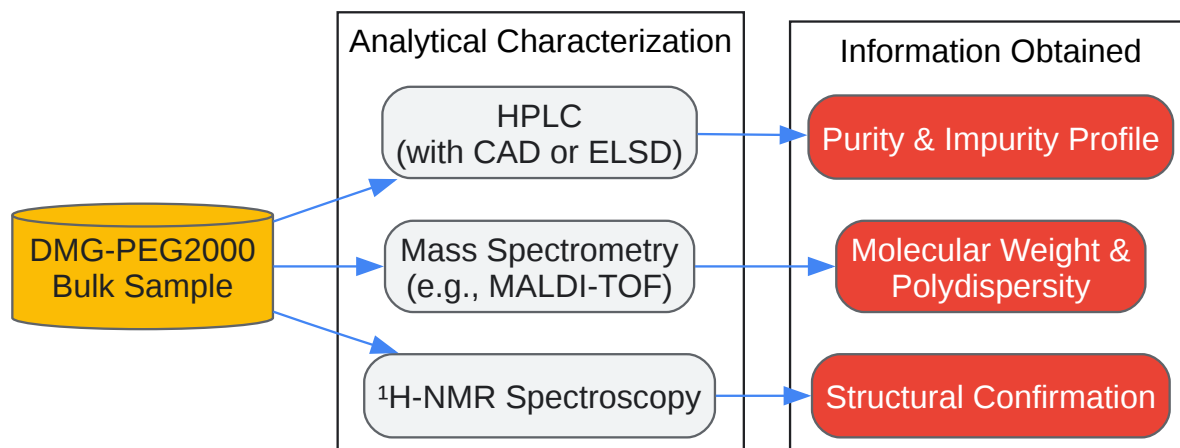 Analytical Characterization
Information Obtained
HPLC
(with CAD or ELSD)
Purity & Impurity Profile
DMG-PEG2000
Bulk Sample
Mass Spectrometry
(e.g., MALDI-TOF)
Molecular Weight &
Polydispersity
¹H-NMR Spectroscopy
Structural Confirmation